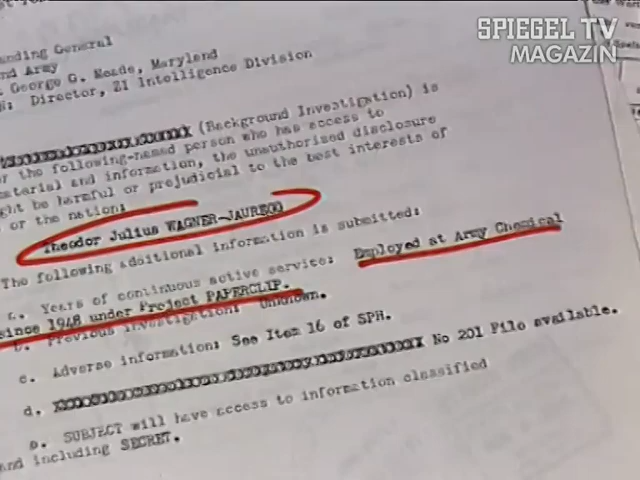 SPIEGEL TV
MAGAZIN
nding General
nd Army
George G. Meade, Maryland
Director, ZI Intelligence Division
(Background Investigation) is
or the following-named person who has access to
material and information, the unauthorised disclosure
ght be harmful or prejudicial to the best interests of
or the nation:
Theodor Julius WAGNER-JAUREGG
The following additional information is submitted:
a. Years of continuous active service: Employed at Army Chemical
since 1948 under Project PAPERCLIP.
b. Previous investigation: Unknown.
c. Adverse information: See Item 16 of SPH.
d. No 201 File available.
e. SUBJECT will have access to information classified
and including SECRET.